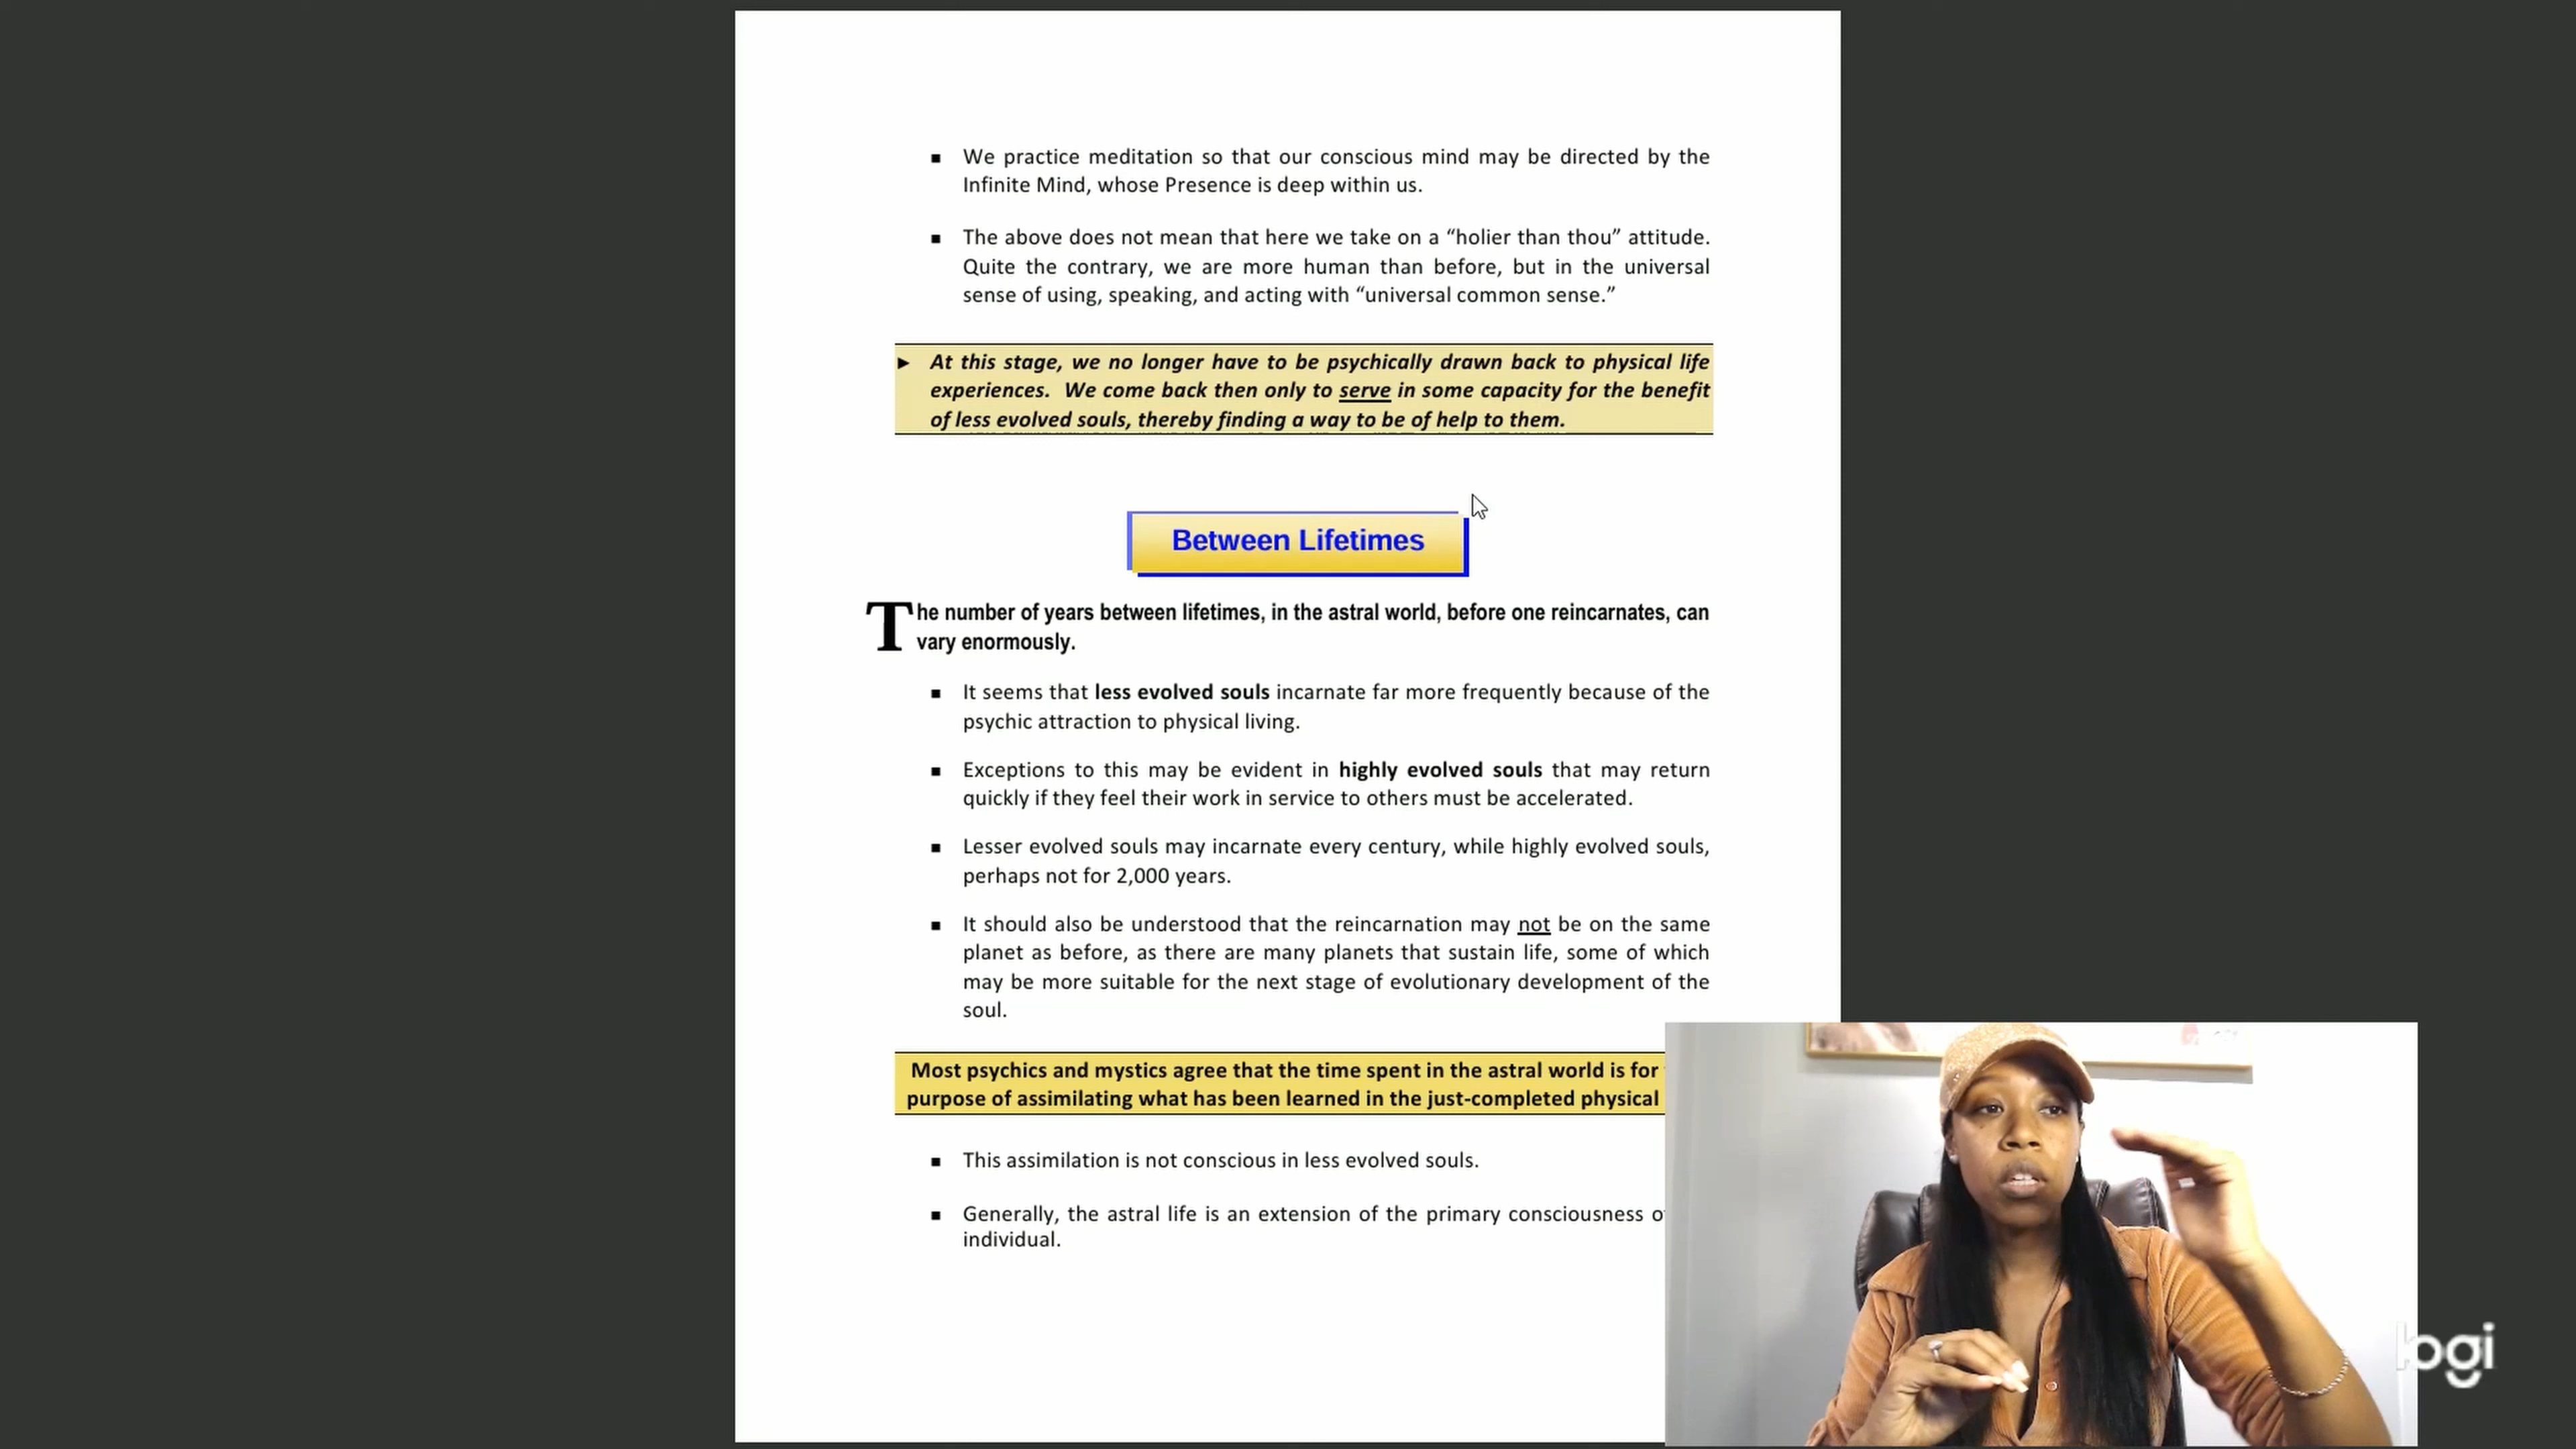 ▪ We practice meditation so that our conscious mind may be directed by the
Infinite Mind, whose Presence is deep within us.
▪ The above does not mean that here we take on a “holier than thou” attitude.
Quite the contrary, we are more human than before, but in the universal
sense of using, speaking, and acting with “universal common sense.”
► At this stage, we no longer have to be psychically drawn back to physical life
experiences. We come back then only to serve in some capacity for the benefit
of less evolved souls, thereby finding a way to be of help to them.
Between Lifetimes
The number of years between lifetimes, in the astral world, before one reincarnates, can
vary enormously.
▪ It seems that less evolved souls incarnate far more frequently because of the
psychic attraction to physical living.
▪ Exceptions to this may be evident in highly evolved souls that may return
quickly if they feel their work in service to others must be accelerated.
▪ Lesser evolved souls may incarnate every century, while highly evolved souls,
perhaps not for 2,000 years.
▪ It should also be understood that the reincarnation may not be on the same
planet as before, as there are many planets that sustain life, some of which
may be more suitable for the next stage of evolutionary development of the
soul.
Most psychics and mystics agree that the time spent in the astral world is for
purpose of assimilating what has been learned in the just-completed physical
▪ This assimilation is not conscious in less evolved souls.
▪ Generally, the astral life is an extension of the primary consciousness
individual.
logi